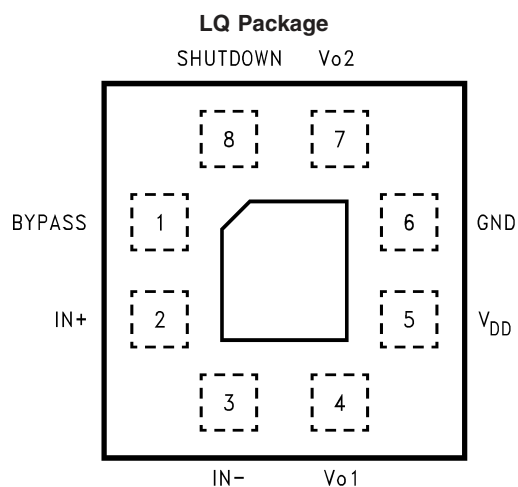 LQ Package
SHUTDOWN Vo2
8 7
BYPASS 1 6 GND
IN+ 2 5 VDD
3 4
IN- Vo1